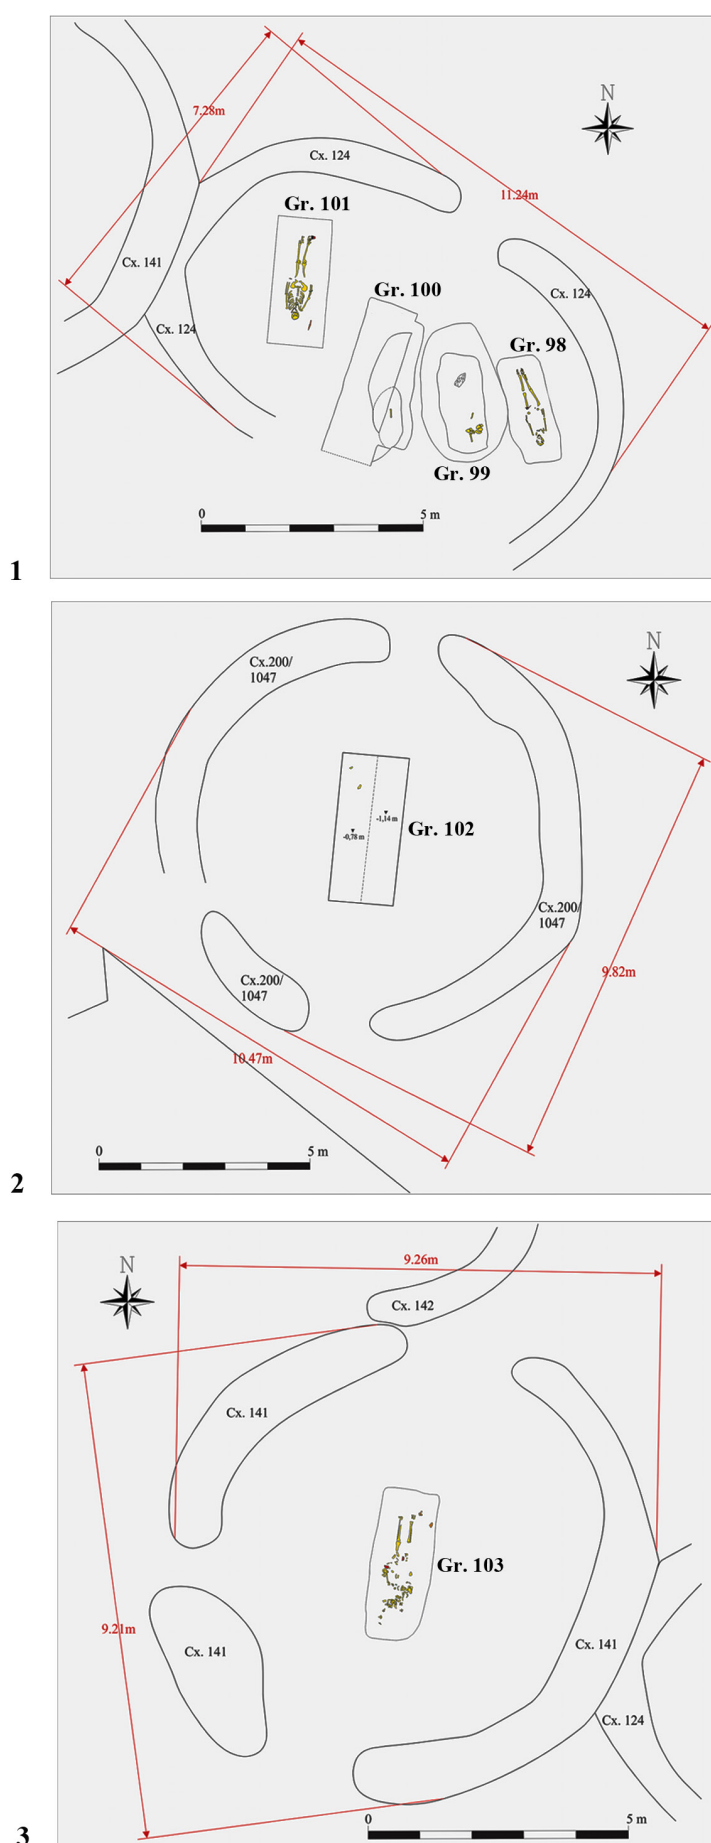 N
7.28m
Cx. 124
11.24m
Gr. 101
Cx. 141
Gr. 100
Cx. 124
Cx. 124
Gr. 98
Gr. 99
0
5 m
1
Cx.200/
1047
N
-1,14 m
-0,78 m
Gr. 102
Cx.200/
1047
9.82m
Cx.200/
1047
10.47m
0
5 m
2
9.26m
N
Cx. 142
Cx. 141
Gr. 103
9.21m
Cx. 141
Cx. 141
Cx. 124
0
5 m
3